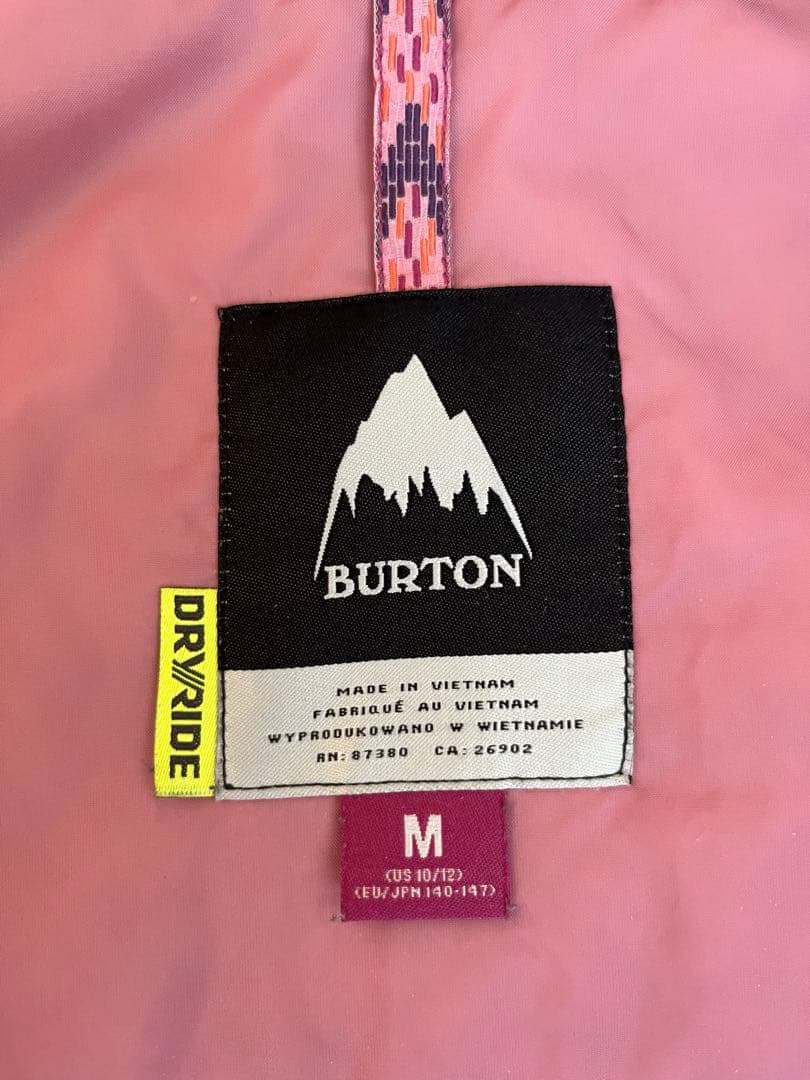 BURTON
DRY//RIDE
MADE IN VIETNAM
FABRIQUÉ AU VIETNAM
WYPRODUKOWANO W WIETNAMIE
RN: 87380 CA: 26902
M
(US 10/12)
(EU/JPN 140-147)